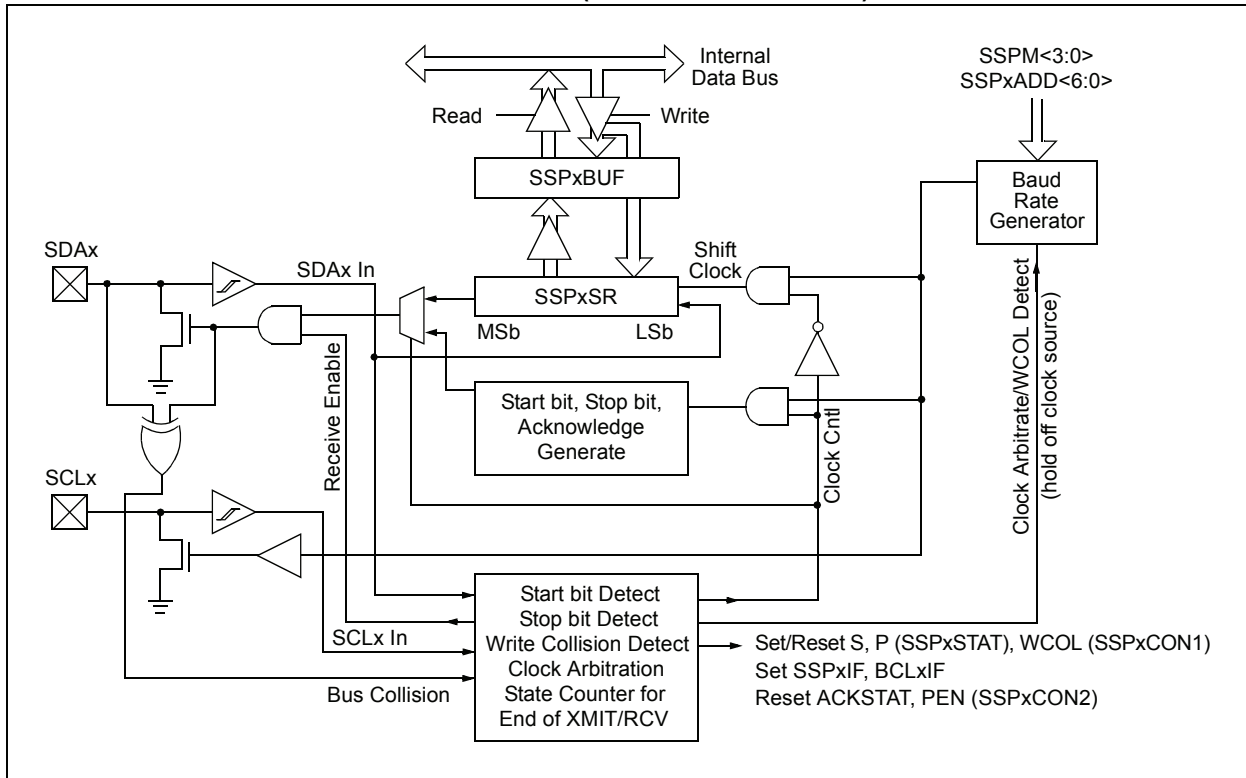 Internal
Data Bus
SSPM<3:0>
SSPxADD<6:0>
Read
Write
SSPxBUF
Baud
Rate
Generator
SDAx
SDAx In
Shift
Clock
SSPxSR
MSb
LSb
Start bit, Stop bit,
Acknowledge
Generate
Receive Enable
Clock Cntl
Clock Arbitrate/WCOL Detect
(hold off clock source)
SCLx
SCLx In
Bus Collision
Start bit Detect
Stop bit Detect
Write Collision Detect
Clock Arbitration
State Counter for
End of XMIT/RCV
Set/Reset S, P (SSPxSTAT), WCOL (SSPxCON1)
Set SSPxIF, BCLxIF
Reset ACKSTAT, PEN (SSPxCON2)